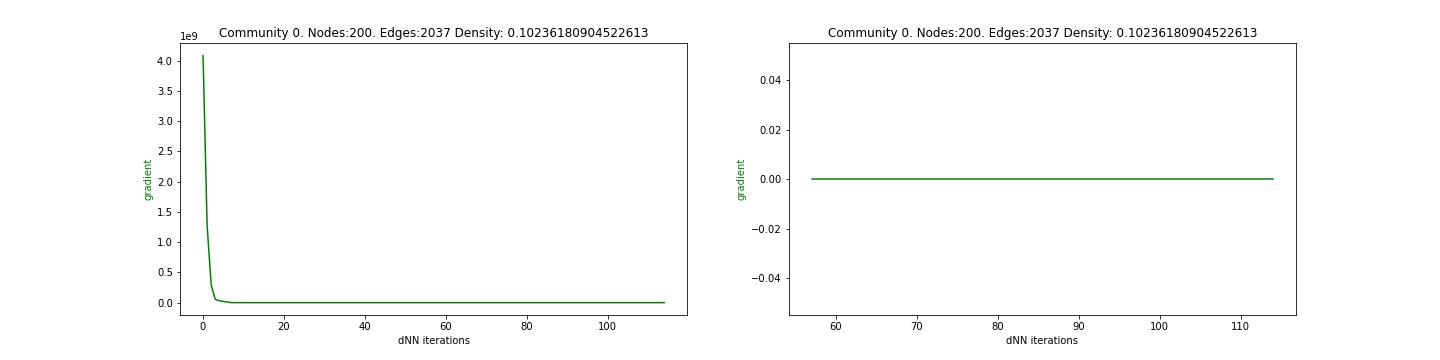 Community 0. Nodes:200. Edges:2037 Density: 0.10236180904522613
1e9
4.0
3.5
3.0
2.5
2.0
1.5
1.0
0.5
0.0
gradient
0 20 40 60 80 100
dNN iterations
Community 0. Nodes:200. Edges:2037 Density: 0.10236180904522613
0.04
0.02
0.00
−0.02
−0.04
gradient
60 70 80 90 100 110
dNN iterations